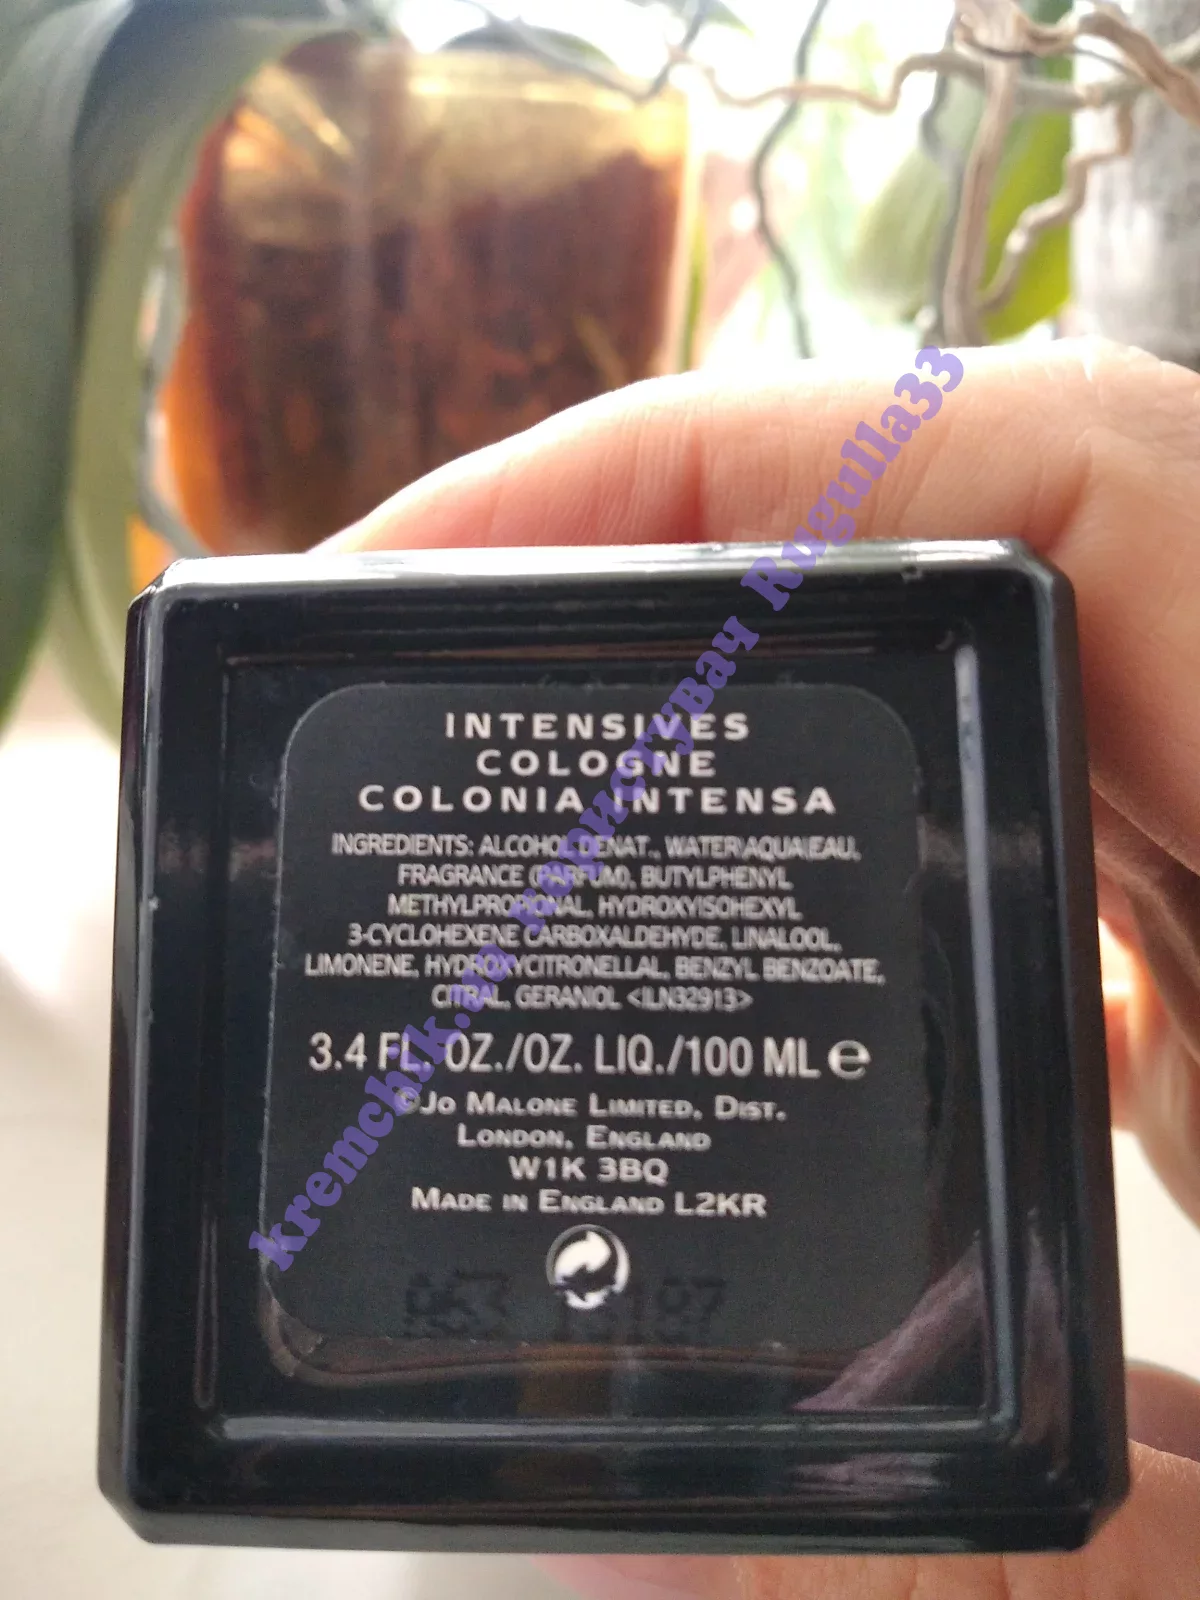 INTENSIVES
COLOGNE
COLONIA INTENSA
INGREDIENTS: ALCOHOL DENAT., WATER\AQUA\EAU,
FRAGRANCE (PARFUM), BUTYLPHENYL
METHYLPROPIONAL, HYDROXYISOHEXYL
3-CYCLOHEXENE CARBOXALDEHYDE, LINALOOL,
LIMONENE, HYDROXYCITRONELLAL, BENZYL BENZOATE,
CITRAL, GERANIOL <ILN32913>
3.4 FL. OZ./OZ. LIQ./100 ML e
©JO MALONE LIMITED, DIST.
LONDON, ENGLAND
W1K 3BQ
MADE IN ENGLAND L2KR
kremchik.ua користувач Rugulla33